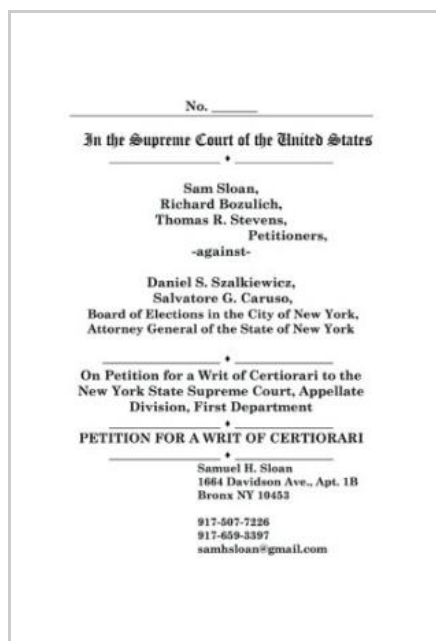 No. ______
In the Supreme Court of the United States
Sam Sloan,
Richard Bozulich,
Thomas R. Stevens,
Petitioners,
-against-
Daniel S. Szalkiewicz,
Salvatore G. Caruso,
Board of Elections in the City of New York,
Attorney General of the State of New York
On Petition for a Writ of Certiorari to the
New York State Supreme Court, Appellate
Division, First Department
PETITION FOR A WRIT OF CERTIORARI
Samuel H. Sloan
1664 Davidson Ave., Apt. 1B
Bronx NY 10453
917-507-7226
917-659-3397
samhsloan@gmail.com